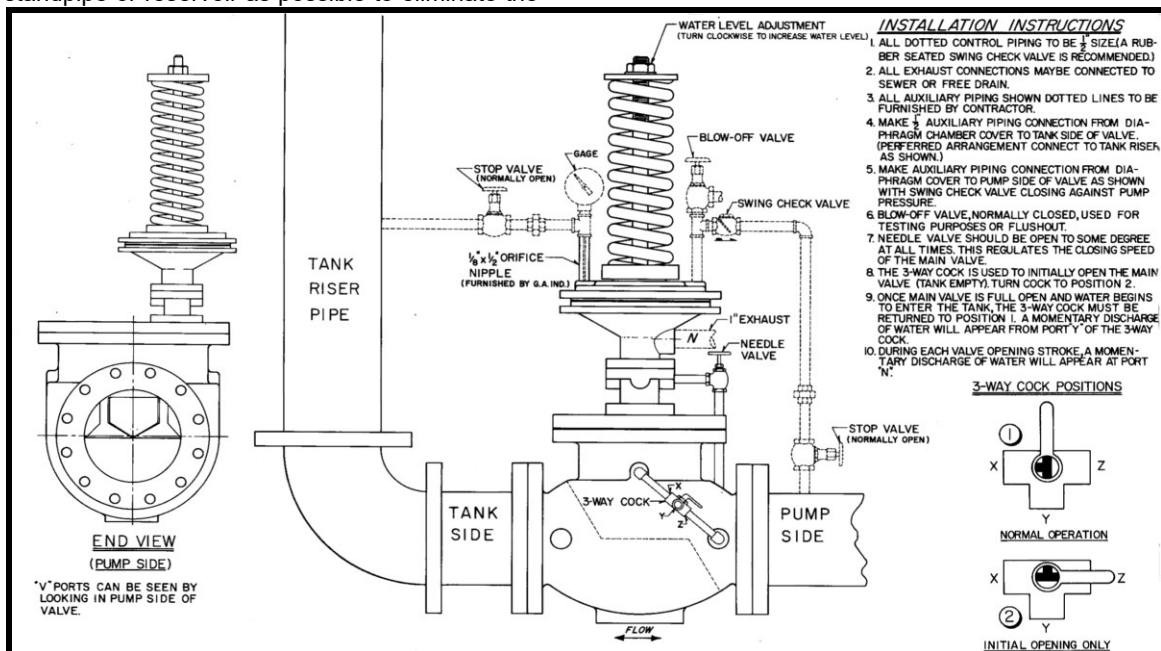 standpipe or reservoir as possible to eliminate the
WATER LEVEL ADJUSTMENT
(TURN CLOCKWISE TO INCREASE WATER LEVEL)
BLOW-OFF VALVE
GAGE
STOP VALVE
(NORMALLY OPEN)
SWING CHECK VALVE
TANK
RISER
PIPE
1/8" x 1/2" ORIFICE
NIPPLE
(FURNISHED BY G.A. IND.)
1" EXHAUST
N
NEEDLE
VALVE
STOP VALVE
(NORMALLY OPEN)
TANK
SIDE
3-WAY COCK
X
Y
Z
PUMP
SIDE
FLOW
END VIEW
(PUMP SIDE)
"V" PORTS CAN BE SEEN BY
LOOKING IN PUMP SIDE OF
VALVE.
INSTALLATION INSTRUCTIONS
1. ALL DOTTED CONTROL PIPING TO BE 1/2" SIZE.(A RUB-
BER SEATED SWING CHECK VALVE IS RECOMMENDED.)
2. ALL EXHAUST CONNECTIONS MAYBE CONNECTED TO
SEWER OR FREE DRAIN.
3. ALL AUXILIARY PIPING SHOWN DOTTED LINES TO BE
FURNISHED BY CONTRACTOR.
4. MAKE 1/2" AUXILIARY PIPING CONNECTION FROM DIA-
PHRAGM CHAMBER COVER TO TANK SIDE OF VALVE.
(PERFERRED ARRANGEMENT CONNECT TO TANK RISER
AS SHOWN.)
5. MAKE AUXILIARY PIPING CONNECTION FROM DIA-
PHRAGM COVER TO PUMP SIDE OF VALVE AS SHOWN
WITH SWING CHECK VALVE CLOSING AGAINST PUMP
PRESSURE.
6. BLOW-OFF VALVE, NORMALLY CLOSED, USED FOR
TESTING PURPOSES OR FLUSHOUT.
7. NEEDLE VALVE SHOULD BE OPEN TO SOME DEGREE
AT ALL TIMES. THIS REGULATES THE CLOSING SPEED
OF THE MAIN VALVE.
8. THE 3-WAY COCK IS USED TO INITIALLY OPEN THE MAIN
VALVE (TANK EMPTY). TURN COCK TO POSITION 2.
9. ONCE MAIN VALVE IS FULL OPEN AND WATER BEGINS
TO ENTER THE TANK, THE 3-WAY COCK MUST BE
RETURNED TO POSITION 1. A MOMENTARY DISCHARGE
OF WATER WILL APPEAR FROM PORT "Y" OF THE 3-WAY
COCK.
10. DURING EACH VALVE OPENING STROKE, A MOMEN-
TARY DISCHARGE OF WATER WILL APPEAR AT PORT
"N".
3-WAY COCK POSITIONS
1
X
Z
Y
NORMAL OPERATION
X
Z
2
Y
INITIAL OPENING ONLY